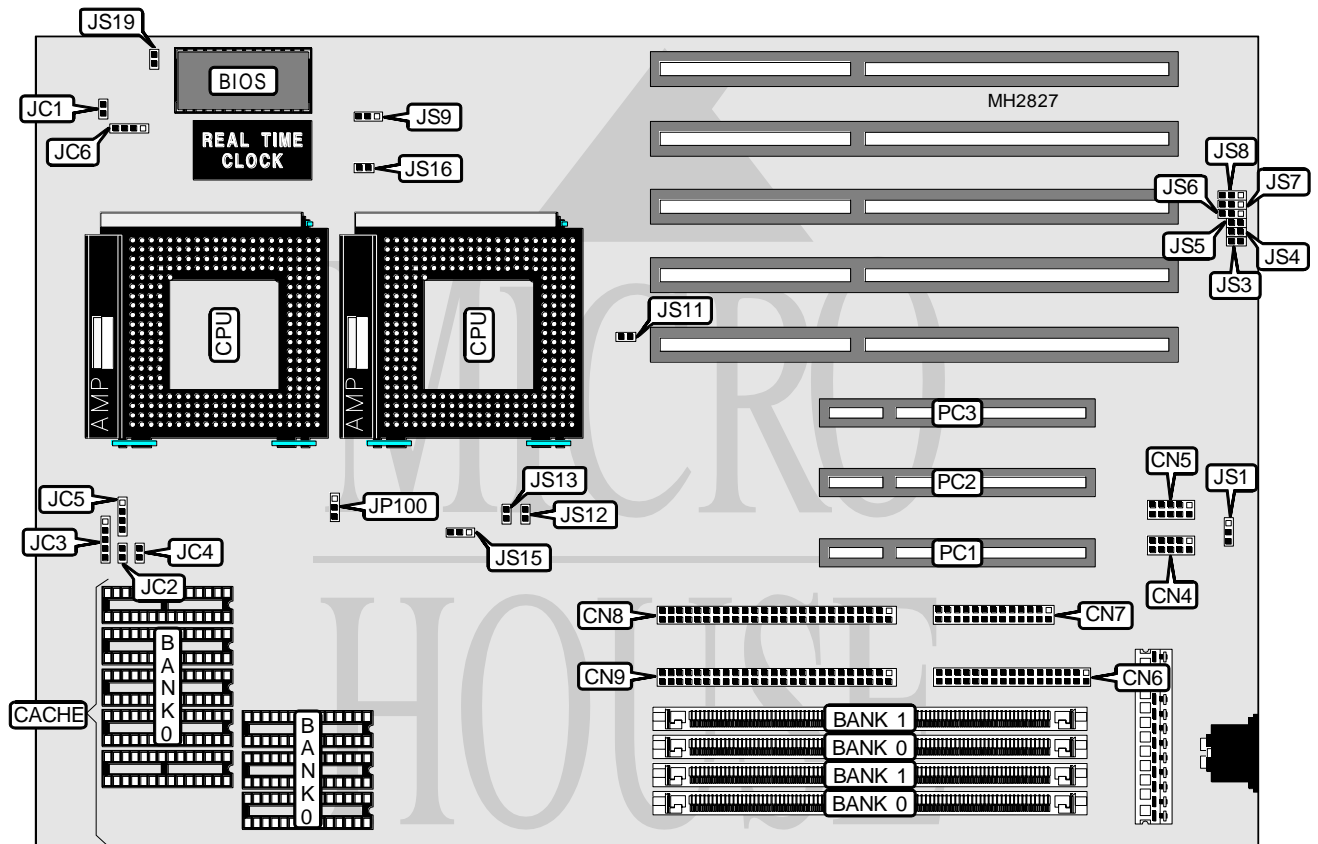 JS19
BIOS
MH2827
JC1
JS9
JC6
REAL TIME
CLOCK
JS16
JS8
JS6
JS7
JS5
JS4
JS3
CPU
CPU
AMP
AMP
JS11
PC3
CN5
PC2
JS1
JC5
JP100
JS13
JS12
JC3
JC4
JS15
PC1
JC2
CN4
CN8
CN7
BANK 0
CN9
CN6
CACHE
BANK 0
BANK 1
BANK 0
BANK 1
BANK 0
MICRO
HOUSE